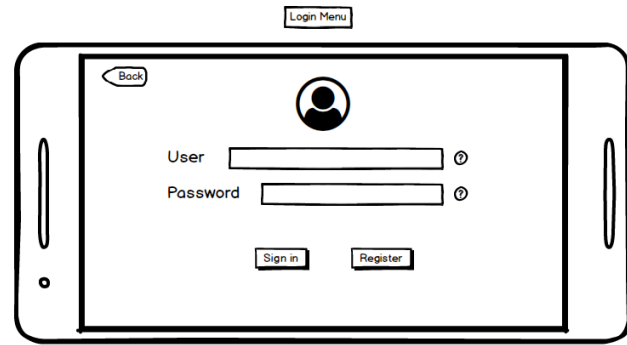 Login Menu
Back
User
?
Password
?
Sign in
Register